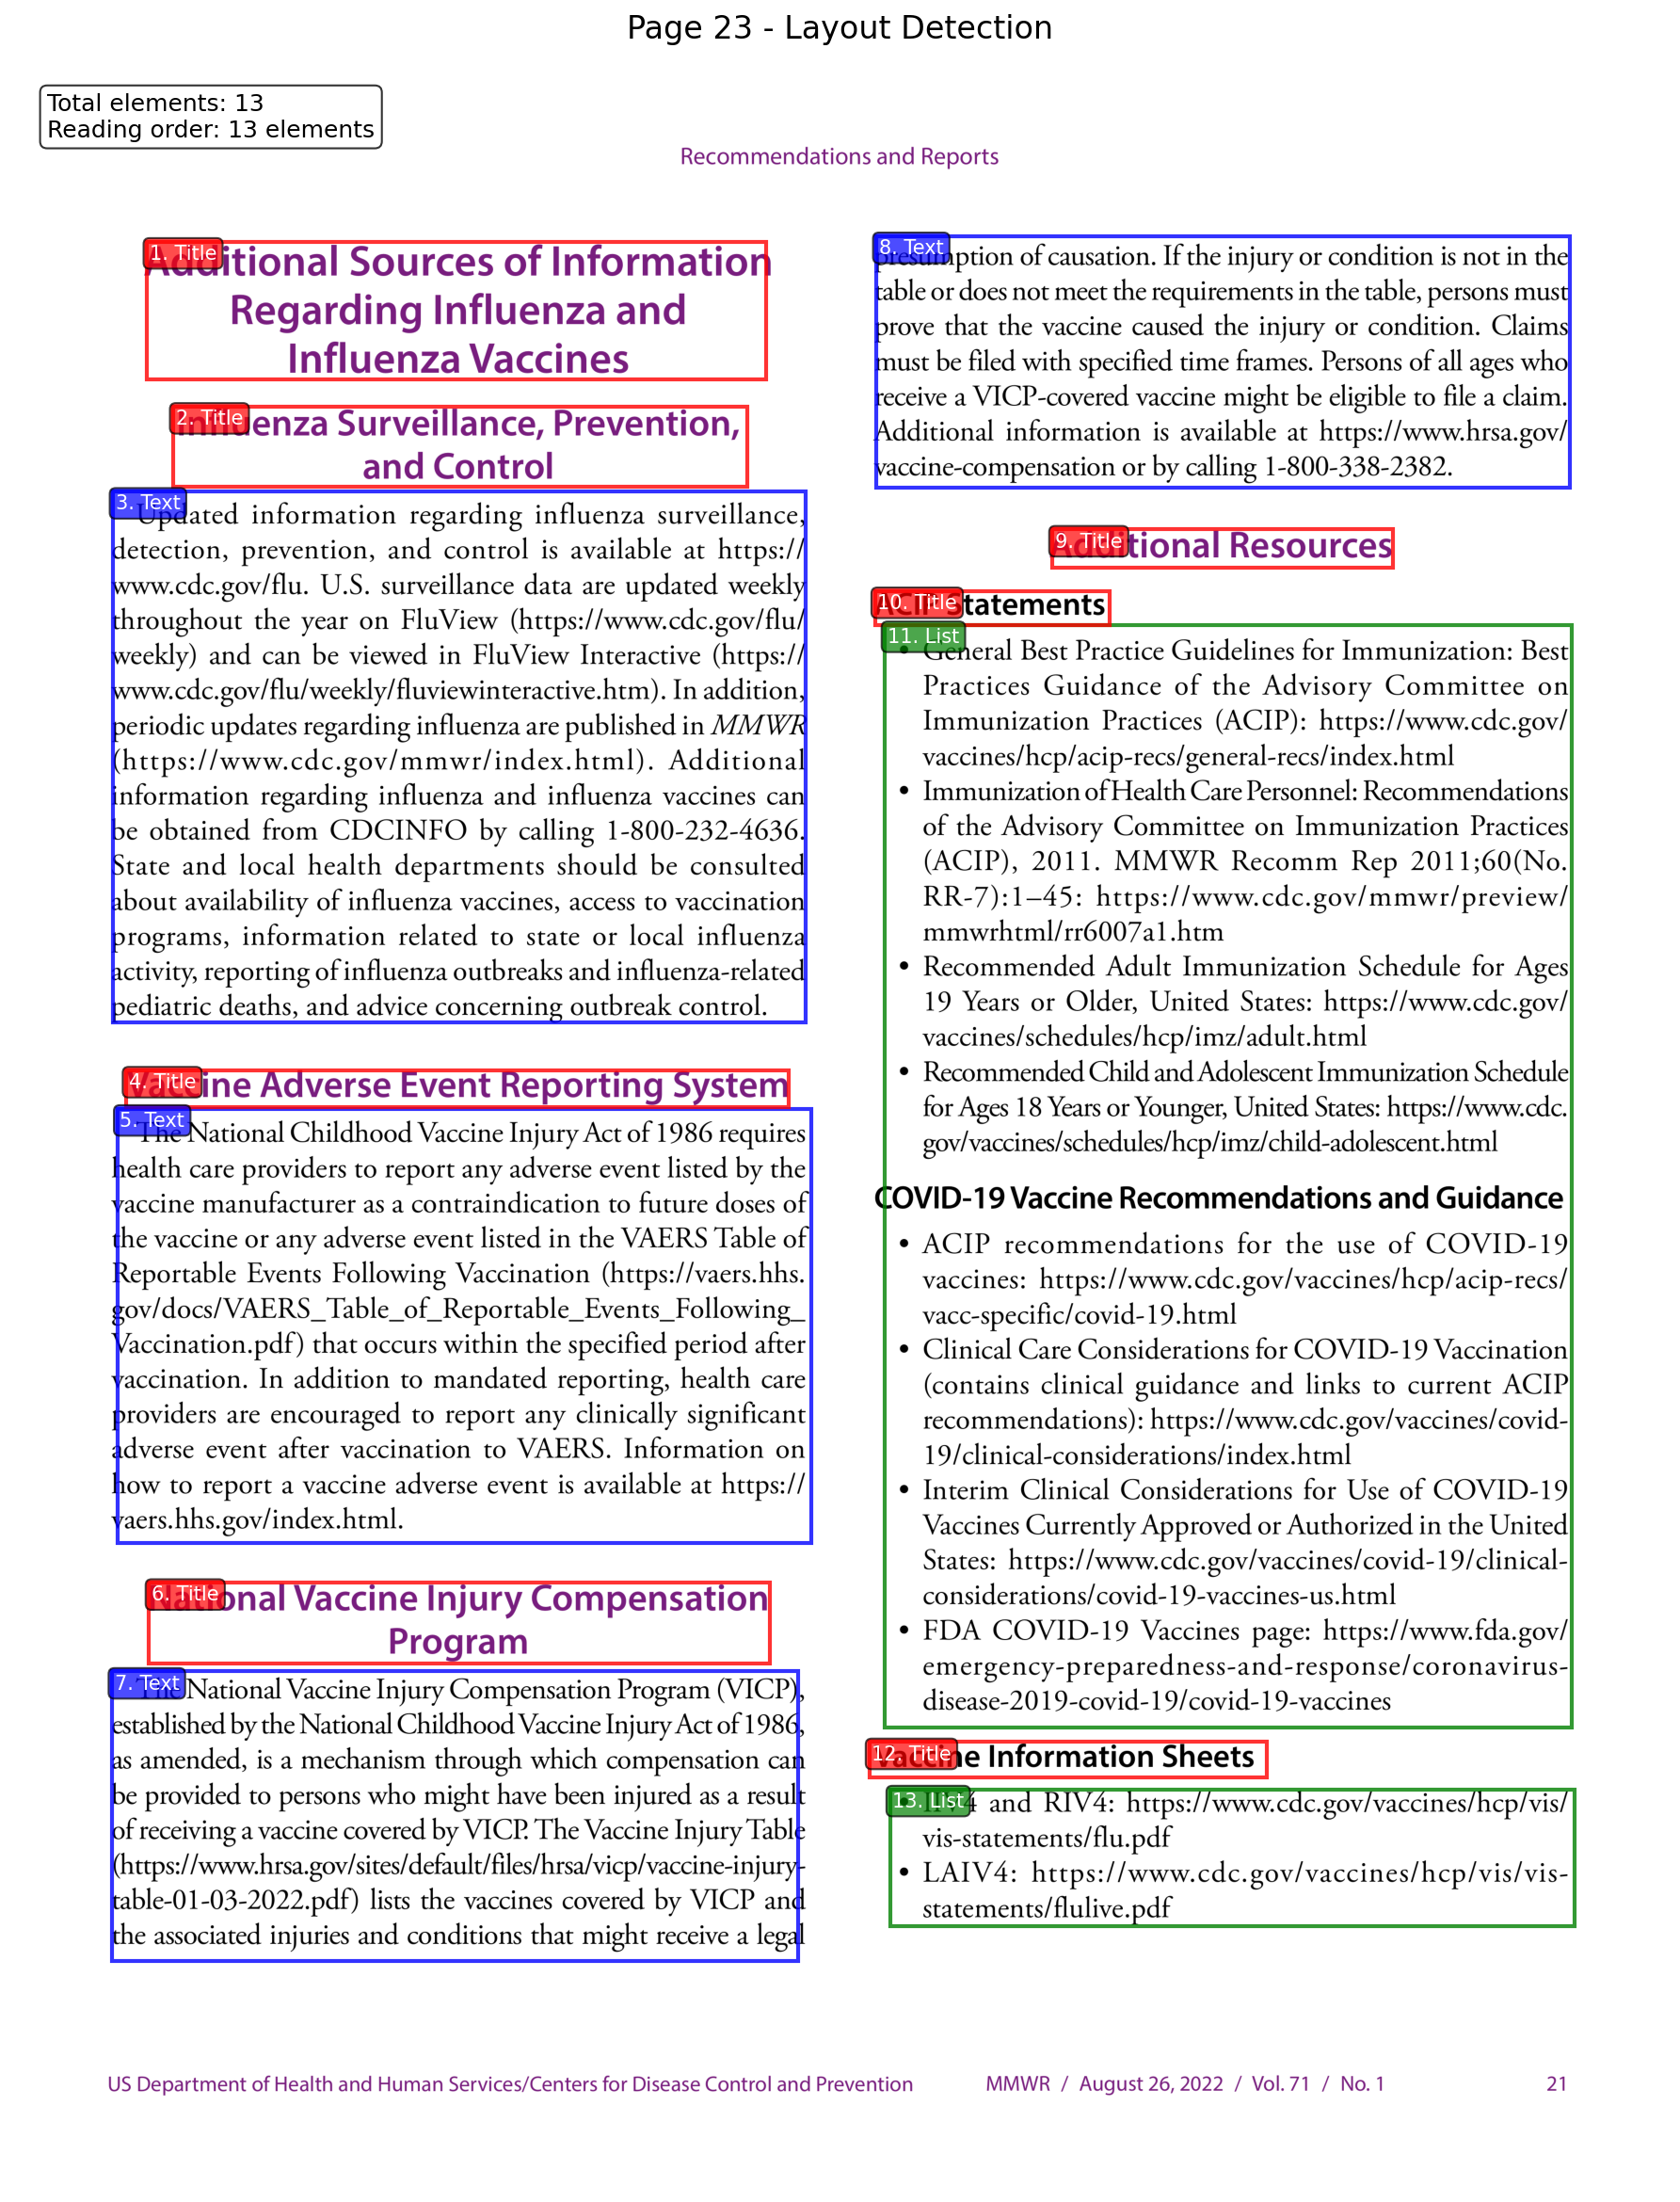 Page 23 - Layout Detection
Total elements: 13
Reading order: 13 elements
Recommendations and Reports
1. Title
Additional Sources of Information
Regarding Influenza and
Influenza Vaccines
2. Title
Influenza Surveillance, Prevention,
and Control
3. Text
Updated information regarding influenza surveillance,
detection, prevention, and control is available at https://
www.cdc.gov/flu. U.S. surveillance data are updated weekly
throughout the year on FluView (https://www.cdc.gov/flu/
weekly) and can be viewed in FluView Interactive (https://
www.cdc.gov/flu/weekly/fluviewinteractive.htm). In addition,
periodic updates regarding influenza are published in MMWR
(https://www.cdc.gov/mmwr/index.html). Additional
information regarding influenza and influenza vaccines can
be obtained from CDCINFO by calling 1-800-232-4636.
State and local health departments should be consulted
about availability of influenza vaccines, access to vaccination
programs, information related to state or local influenza
activity, reporting of influenza outbreaks and influenza-related
pediatric deaths, and advice concerning outbreak control.
4. Title
Vaccine Adverse Event Reporting System
5. Text
The National Childhood Vaccine Injury Act of 1986 requires
health care providers to report any adverse event listed by the
vaccine manufacturer as a contraindication to future doses of
the vaccine or any adverse event listed in the VAERS Table of
Reportable Events Following Vaccination (https://vaers.hhs.
gov/docs/VAERS_Table_of_Reportable_Events_Following_
Vaccination.pdf) that occurs within the specified period after
vaccination. In addition to mandated reporting, health care
providers are encouraged to report any clinically significant
adverse event after vaccination to VAERS. Information on
how to report a vaccine adverse event is available at https://
vaers.hhs.gov/index.html.
6. Title
National Vaccine Injury Compensation
Program
7. Text
The National Vaccine Injury Compensation Program (VICP),
established by the National Childhood Vaccine Injury Act of 1986,
as amended, is a mechanism through which compensation can
be provided to persons who might have been injured as a result
of receiving a vaccine covered by VICP. The Vaccine Injury Table
(https://www.hrsa.gov/sites/default/files/hrsa/vicp/vaccine-injury-
table-01-03-2022.pdf) lists the vaccines covered by VICP and
the associated injuries and conditions that might receive a legal
8. Text
presumption of causation. If the injury or condition is not in the
table or does not meet the requirements in the table, persons must
prove that the vaccine caused the injury or condition. Claims
must be filed with specified time frames. Persons of all ages who
receive a VICP-covered vaccine might be eligible to file a claim.
Additional information is available at https://www.hrsa.gov/
vaccine-compensation or by calling 1-800-338-2382.
9. Title
Additional Resources
10. Title
ACIP Statements
11. List
• General Best Practice Guidelines for Immunization: Best
Practices Guidance of the Advisory Committee on
Immunization Practices (ACIP): https://www.cdc.gov/
vaccines/hcp/acip-recs/general-recs/index.html
• Immunization of Health Care Personnel: Recommendations
of the Advisory Committee on Immunization Practices
(ACIP), 2011. MMWR Recomm Rep 2011;60(No.
RR-7):1–45: https://www.cdc.gov/mmwr/preview/
mmwrhtml/rr6007a1.htm
• Recommended Adult Immunization Schedule for Ages
19 Years or Older, United States: https://www.cdc.gov/
vaccines/schedules/hcp/imz/adult.html
• Recommended Child and Adolescent Immunization Schedule
for Ages 18 Years or Younger, United States: https://www.cdc.
gov/vaccines/schedules/hcp/imz/child-adolescent.html
COVID-19 Vaccine Recommendations and Guidance
• ACIP recommendations for the use of COVID-19
vaccines: https://www.cdc.gov/vaccines/hcp/acip-recs/
vacc-specific/covid-19.html
• Clinical Care Considerations for COVID-19 Vaccination
(contains clinical guidance and links to current ACIP
recommendations): https://www.cdc.gov/vaccines/covid-
19/clinical-considerations/index.html
• Interim Clinical Considerations for Use of COVID-19
Vaccines Currently Approved or Authorized in the United
States: https://www.cdc.gov/vaccines/covid-19/clinical-
considerations/covid-19-vaccines-us.html
• FDA COVID-19 Vaccines page: https://www.fda.gov/
emergency-preparedness-and-response/coronavirus-
disease-2019-covid-19/covid-19-vaccines
12. Title
Vaccine Information Sheets
13. List
• IIV4 and RIV4: https://www.cdc.gov/vaccines/hcp/vis/
vis-statements/flu.pdf
• LAIV4: https://www.cdc.gov/vaccines/hcp/vis/vis-
statements/flulive.pdf
US Department of Health and Human Services/Centers for Disease Control and Prevention MMWR / August 26, 2022 / Vol. 71 / No. 1 21